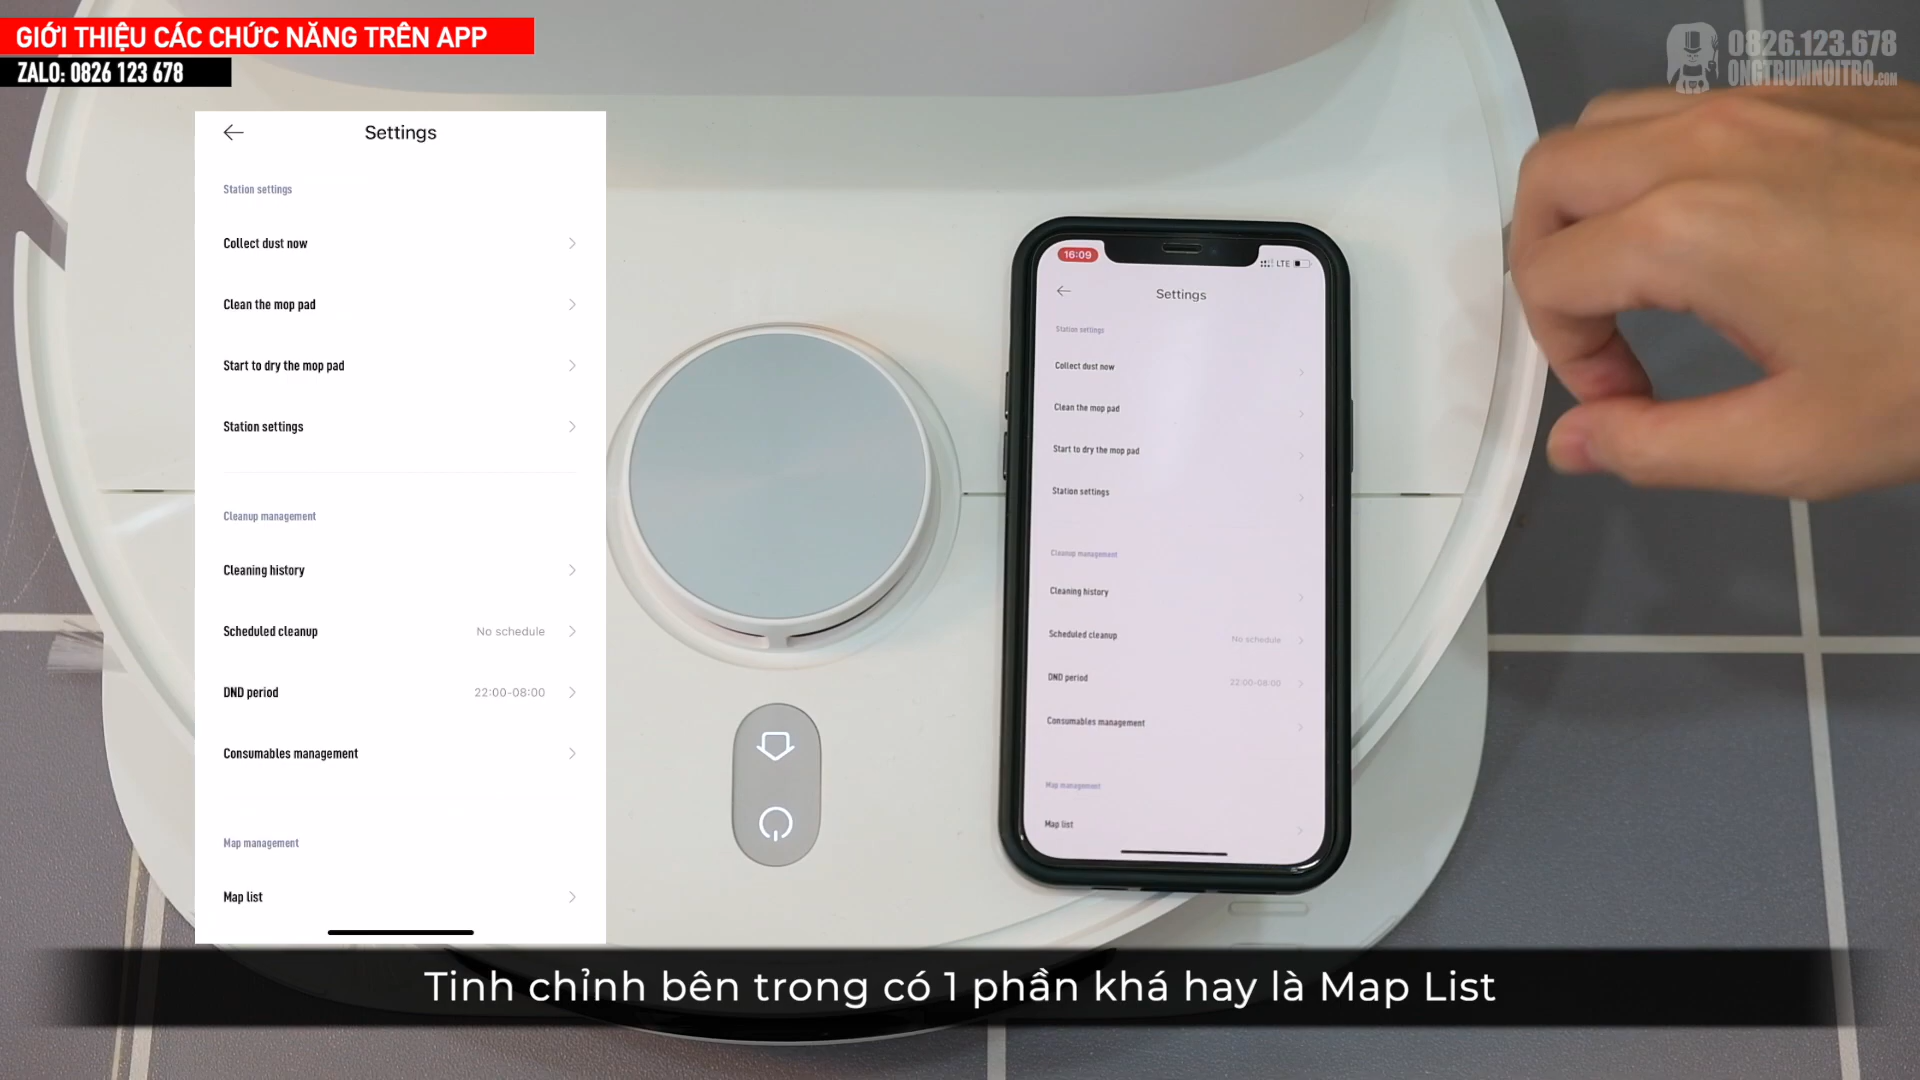 GIỚI THIỆU CÁC CHỨC NĂNG TRÊN APP
ZALO: 0826 123 678
0826.123.678
ONGTRUMNOITRO.COM
Settings
Station settings
Collect dust now
Clean the mop pad
Start to dry the mop pad
Station settings
Cleanup management
Cleaning history
Scheduled cleanup No schedule
DND period 22:00-08:00
Consumables management
Map management
Map list
16:09 LTE
Settings
Station settings
Collect dust now
Clean the mop pad
Start to dry the mop pad
Station settings
Cleanup management
Cleaning history
Scheduled cleanup No schedule
DND period 22:00-08:00
Consumables management
Map management
Map list
Tinh chỉnh bên trong có 1 phần khá hay là Map List